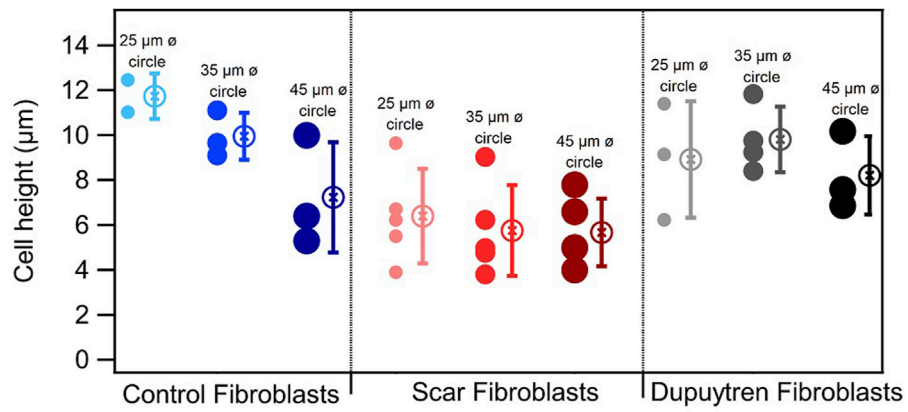 Cell height (µm)
14
12
10
8
6
4
2
0
25 µm ø
circle
35 µm ø
circle
45 µm ø
circle
25 µm ø
circle
35 µm ø
circle
45 µm ø
circle
25 µm ø
circle
35 µm ø
circle
45 µm ø
circle
Control Fibroblasts
Scar Fibroblasts
Dupuytren Fibroblasts